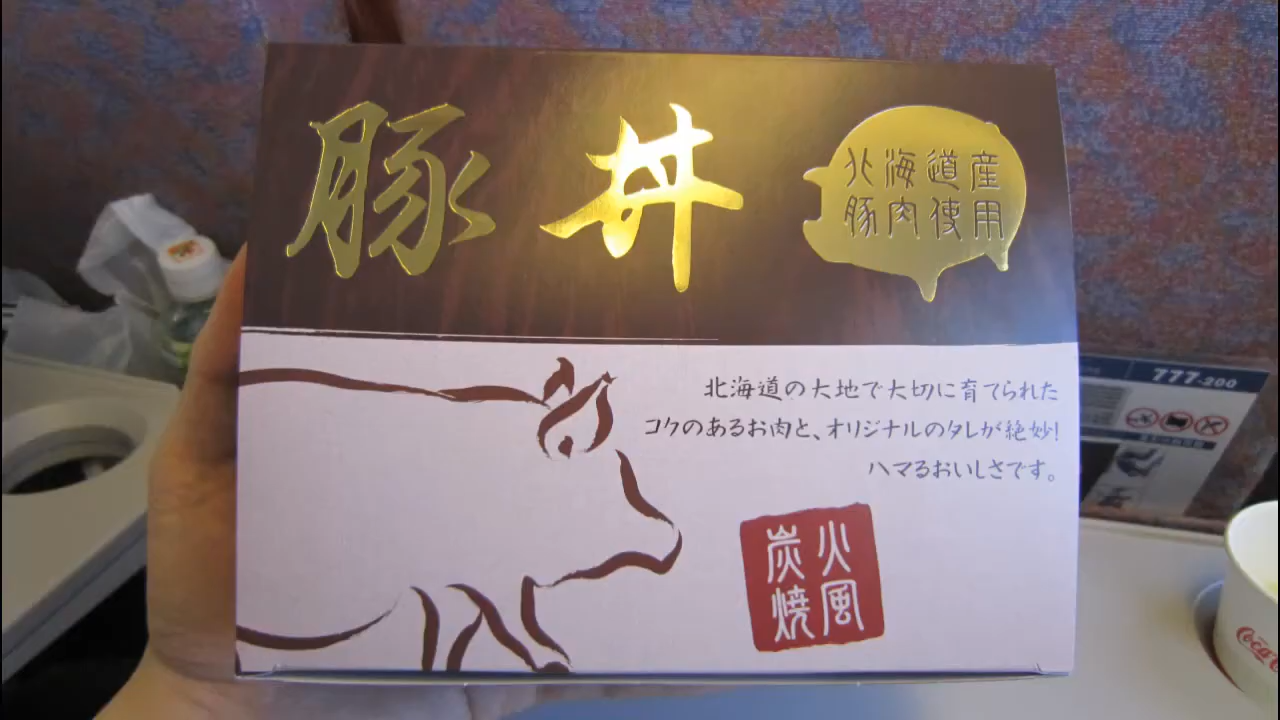 豚丼
北海道産
豚肉使用
北海道の大地で大切に育てられた
コクのあるお肉と、オリジナルのタレが絶妙!
ハマるおいしさです。
火風
炭焼
777-200
Coca-C